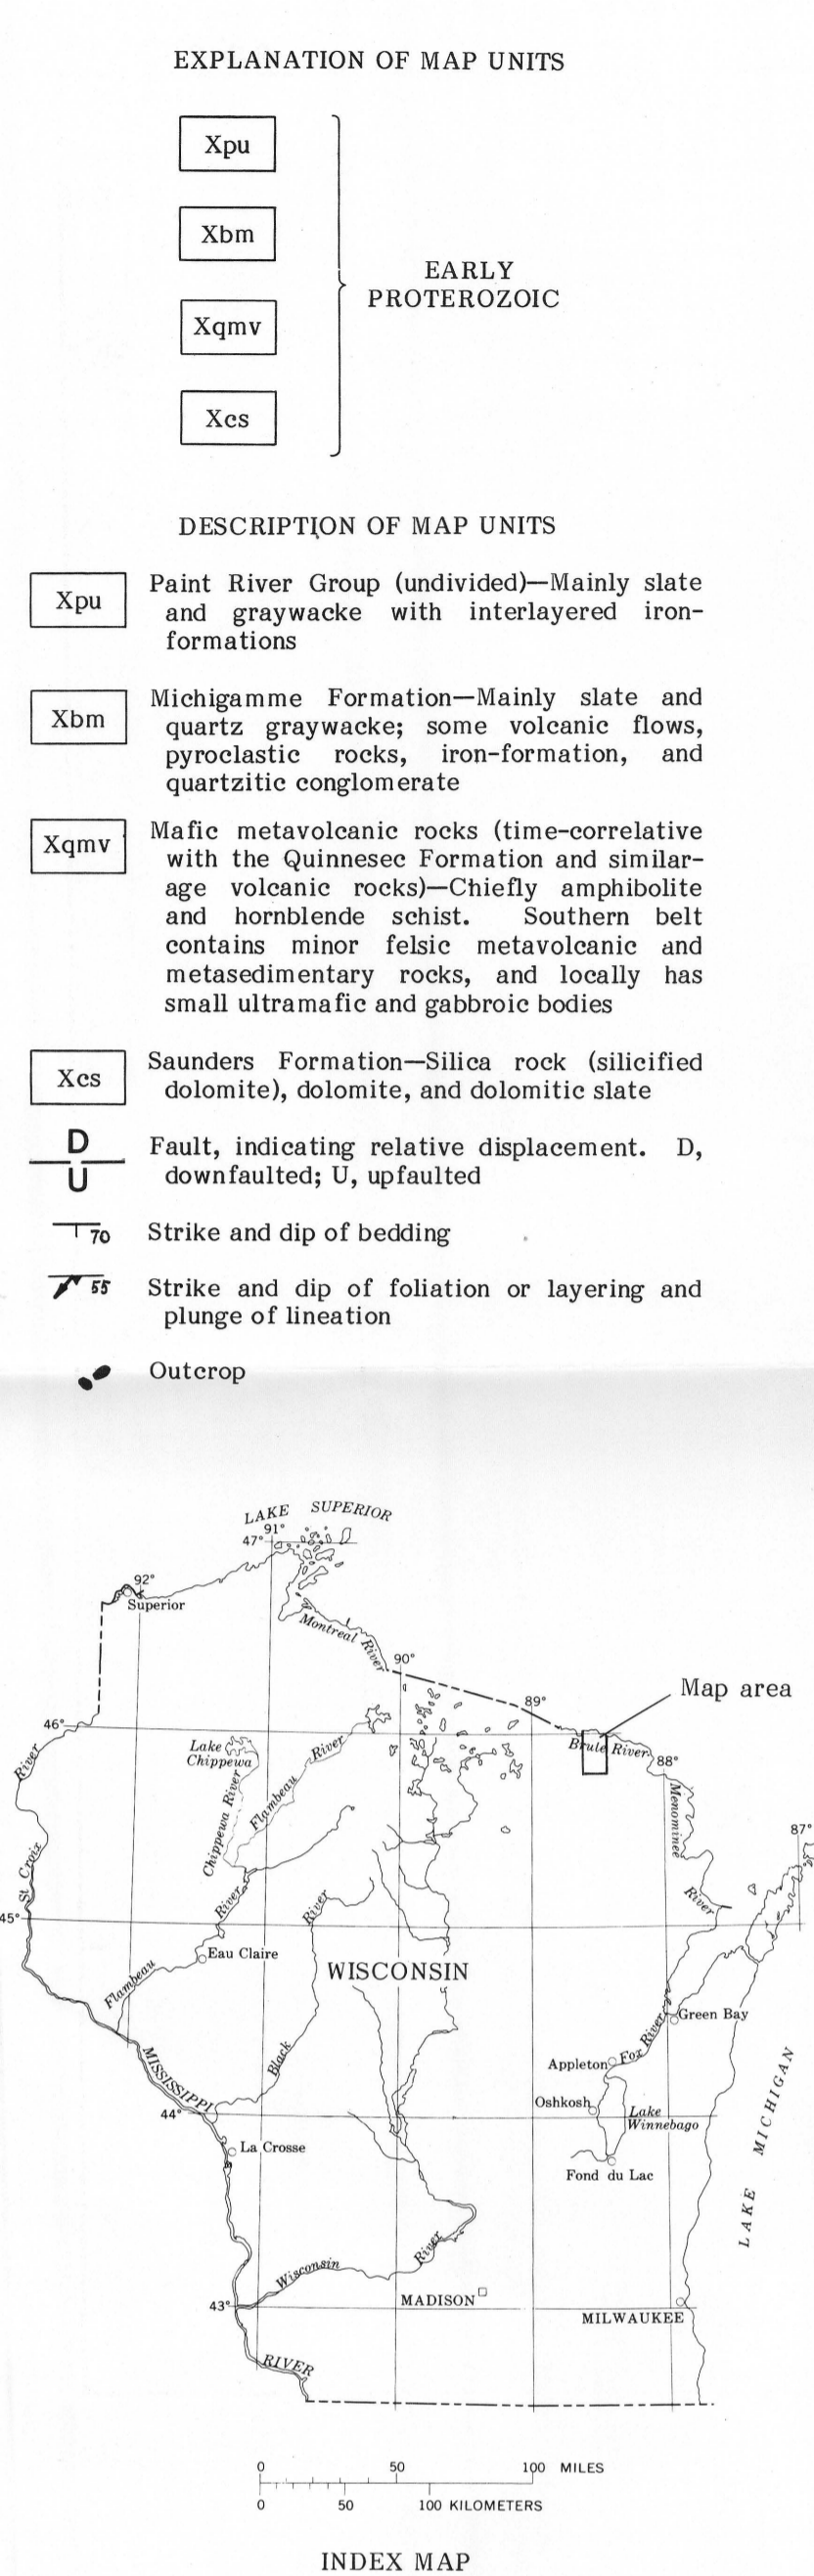 EXPLANATION OF MAP UNITS
Xpu
Xbm
Xqmv
Xcs
EARLY
PROTEROZOIC
DESCRIPTION OF MAP UNITS
Xpu
Paint River Group (undivided)—Mainly slate
and graywacke with interlayered iron-
formations
Xbm
Michigamme Formation—Mainly slate and
quartz graywacke; some volcanic flows,
pyroclastic rocks, iron-formation, and
quartzitic conglomerate
Xqmv
Mafic metavolcanic rocks (time-correlative
with the Quinnesec Formation and similar-
age volcanic rocks)—Chiefly amphibolite
and hornblende schist. Southern belt
contains minor felsic metavolcanic and
metasedimentary rocks, and locally has
small ultramafic and gabbroic bodies
Xcs
Saunders Formation—Silica rock (silicified
dolomite), dolomite, and dolomitic slate
D
U
Fault, indicating relative displacement. D,
downfaulted; U, upfaulted
70
Strike and dip of bedding
55
Strike and dip of foliation or layering and
plunge of lineation
Outcrop
LAKE SUPERIOR
91°
47°
92°
Superior
Montreal River
90°
89°
Map area
46°
Brule River
88°
Lake
Chippewa
Chippewa River
Flambeau River
Menominee
River
87°
River
St Croix
45°
River
River
Flambeau
Eau Claire
WISCONSIN
Green Bay
Fox River
Appleton
Black
MISSISSIPPI
Oshkosh
44°
Lake
Winnebago
La Crosse
Fond du Lac
LAKE MICHIGAN
Wisconsin
River
43°
MADISON
MILWAUKEE
RIVER
0 50 100 MILES
0 50 100 KILOMETERS
INDEX MAP